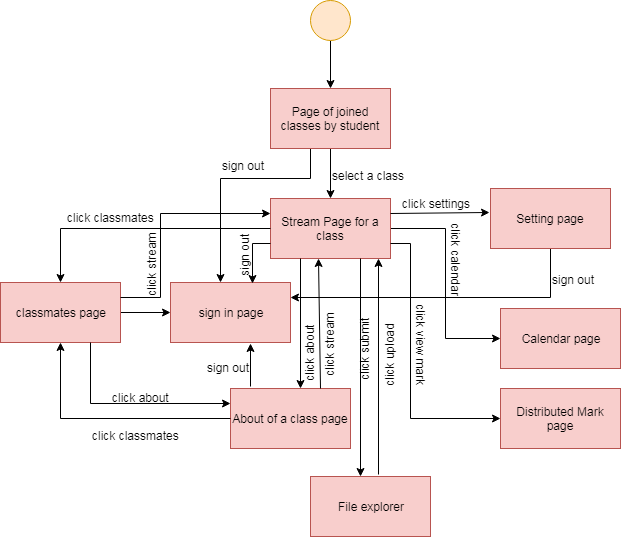 Page of joined
classes by student
sign out
select a class
click classmates
click settings
Stream Page for a
class
Setting page
click stream
sign out
click calendar
sign out
classmates page
sign in page
click about
click stream
click submit
click upload
click view mark
Calendar page
sign out
click about
About of a class page
Distributed Mark
page
click classmates
File explorer